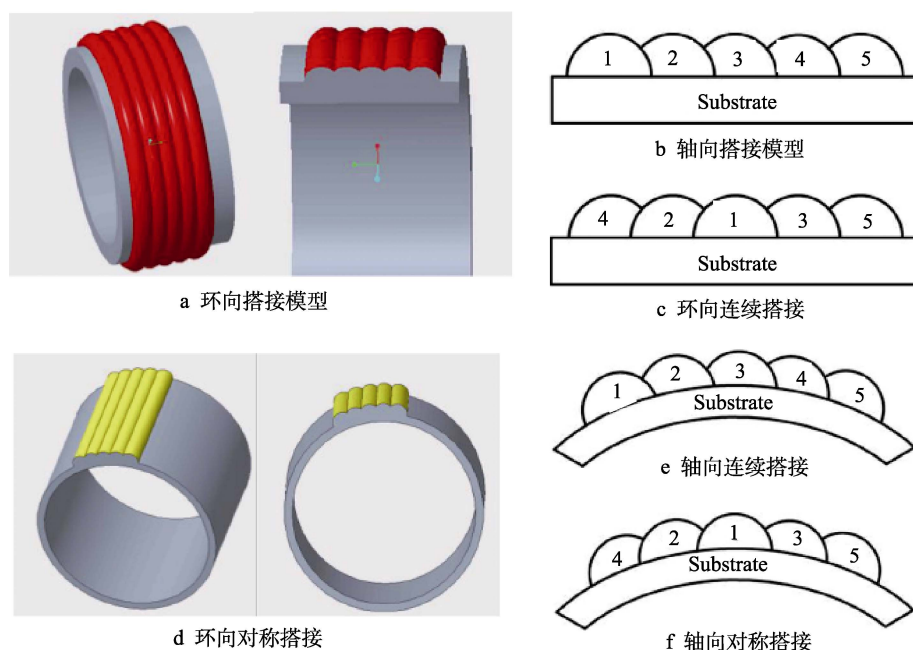 1 2 3 4 5
Substrate
b 轴向搭接模型
4 2 1 3 5
Substrate
a 环向搭接模型
c 环向连续搭接
1 2 3 4 5
Substrate
e 轴向连续搭接
4 2 1 3 5
Substrate
d 环向对称搭接
f 轴向对称搭接